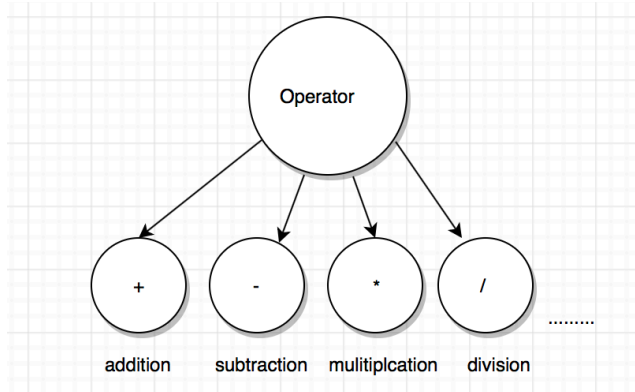 Operator
+ - * /
.........
addition subtraction mulitiplcation division